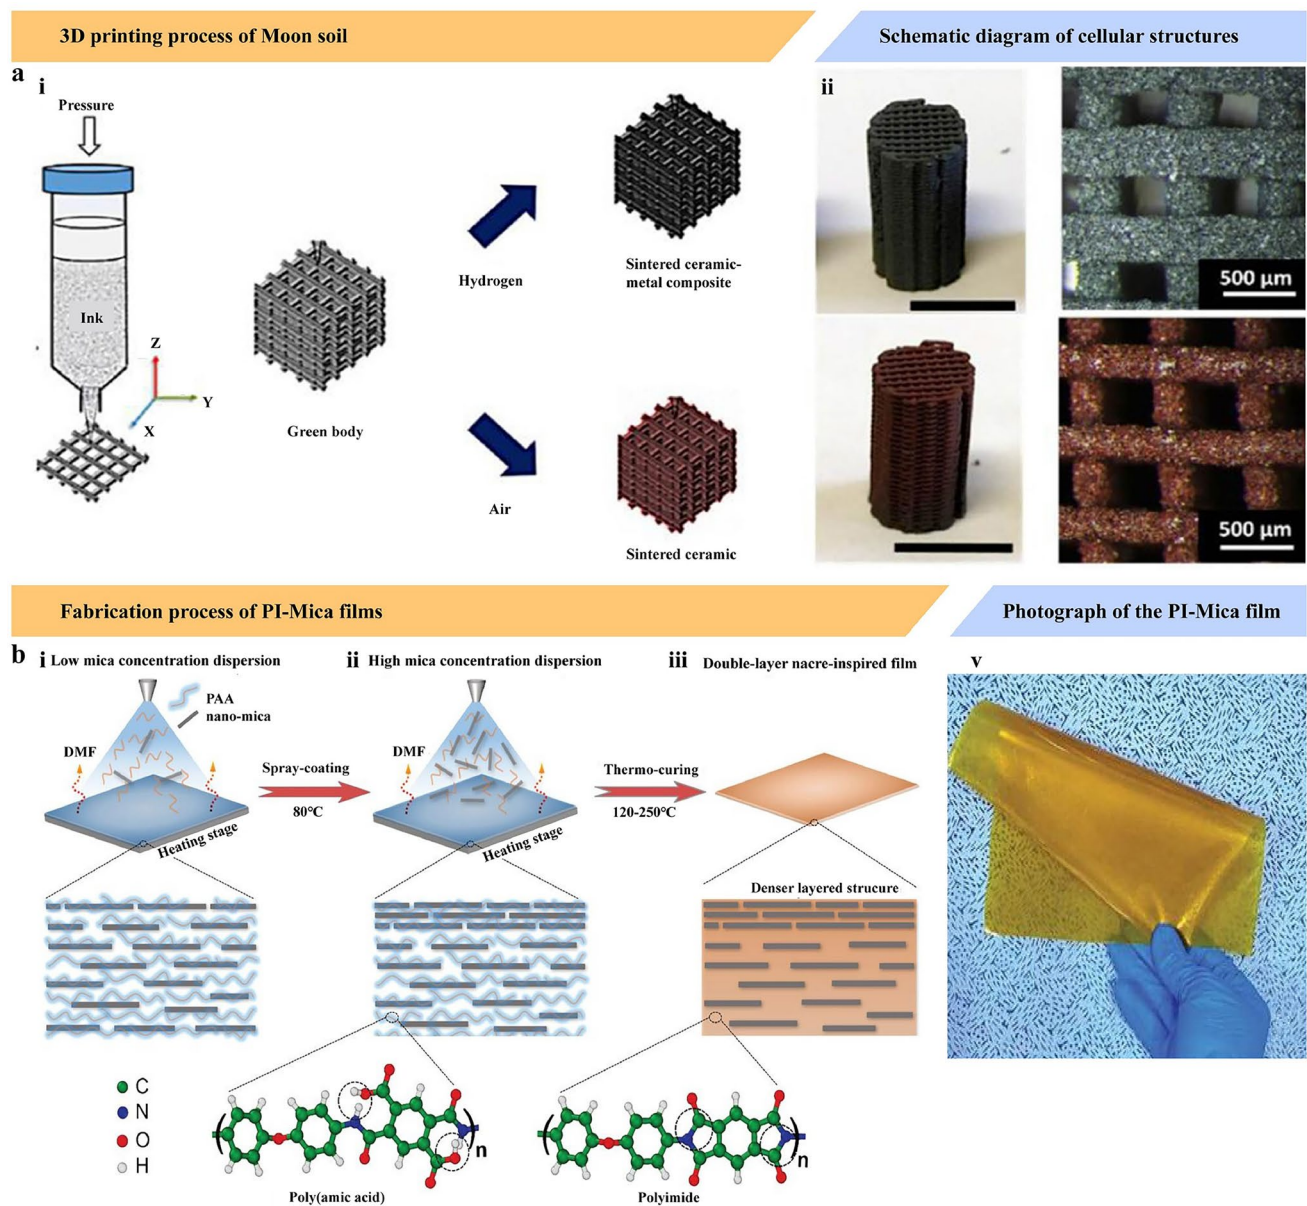 3D printing process of Moon soil
Schematic diagram of cellular structures
a
i
Pressure
Ink
Z
Y
X
Green body
Hydrogen
Air
Sintered ceramic-
metal composite
Sintered ceramic
ii
500 µm
500 µm
Fabrication process of PI-Mica films
Photograph of the PI-Mica film
b
i
Low mica concentration dispersion
PAA
nano-mica
DMF
Heating stage
Spray-coating
80℃
ii
High mica concentration dispersion
DMF
Heating stage
Thermo-curing
120-250℃
iii
Double-layer nacre-inspired film
Denser layered strucure
v
C
N
O
H
n
Poly(amic acid)
n
Polyimide